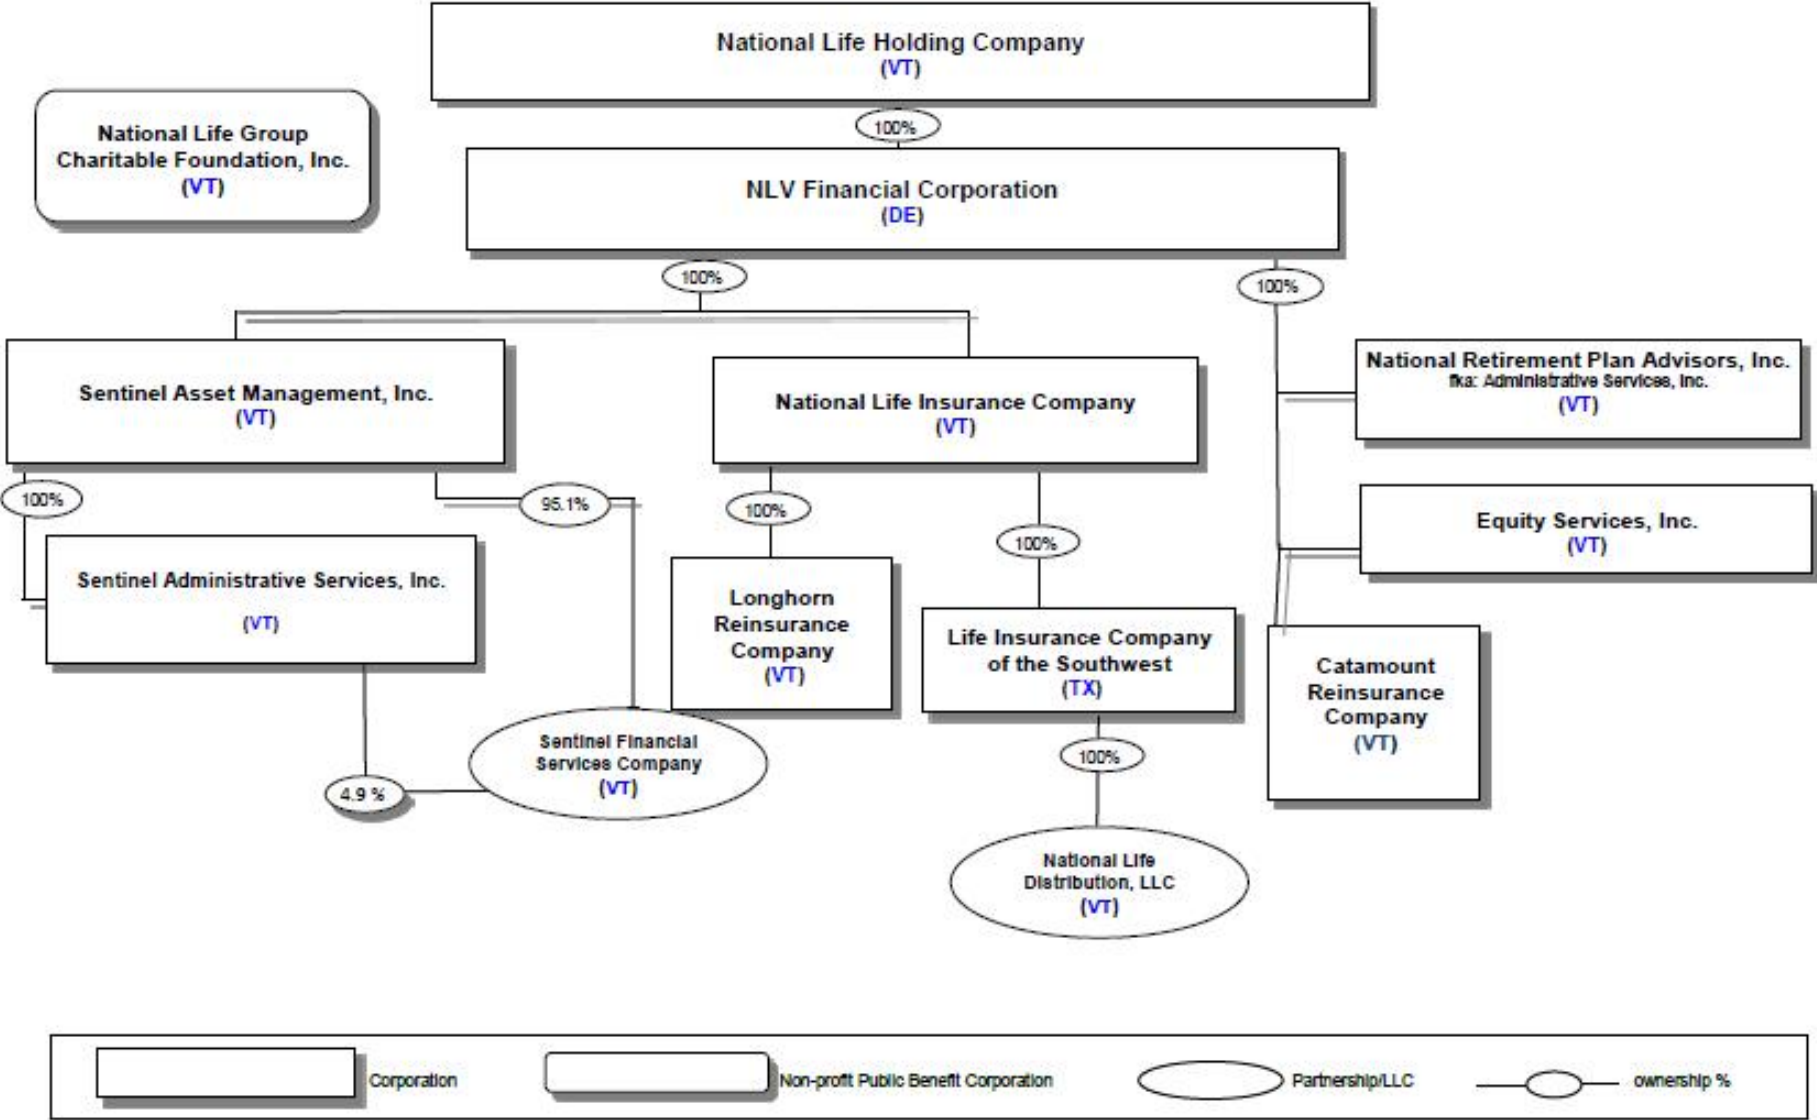 National Life Holding Company
(VT)
National Life Group
Charitable Foundation, Inc.
(VT)
100%
NLV Financial Corporation
(DE)
100%
100%
Sentinel Asset Management, Inc.
(VT)
National Life Insurance Company
(VT)
National Retirement Plan Advisors, Inc.
fka: Administrative Services, Inc.
(VT)
100%
95.1%
100%
100%
Equity Services, Inc.
(VT)
Sentinel Administrative Services, Inc.
(VT)
Longhorn
Reinsurance
Company
(VT)
Life Insurance Company
of the Southwest
(TX)
Catamount
Reinsurance
Company
(VT)
Sentinel Financial
Services Company
(VT)
4.9 %
100%
National Life
Distribution, LLC
(VT)
Corporation
Non-profit Public Benefit Corporation
Partnership/LLC
ownership %